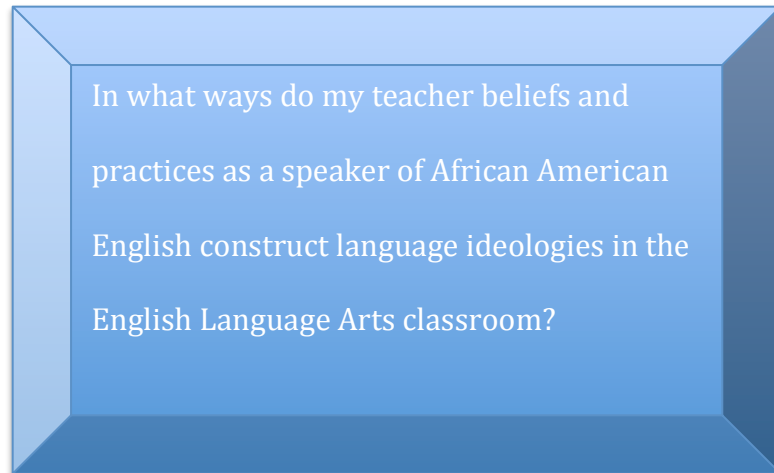 In what ways do my teacher beliefs and
practices as a speaker of African American
English construct language ideologies in the
English Language Arts classroom?